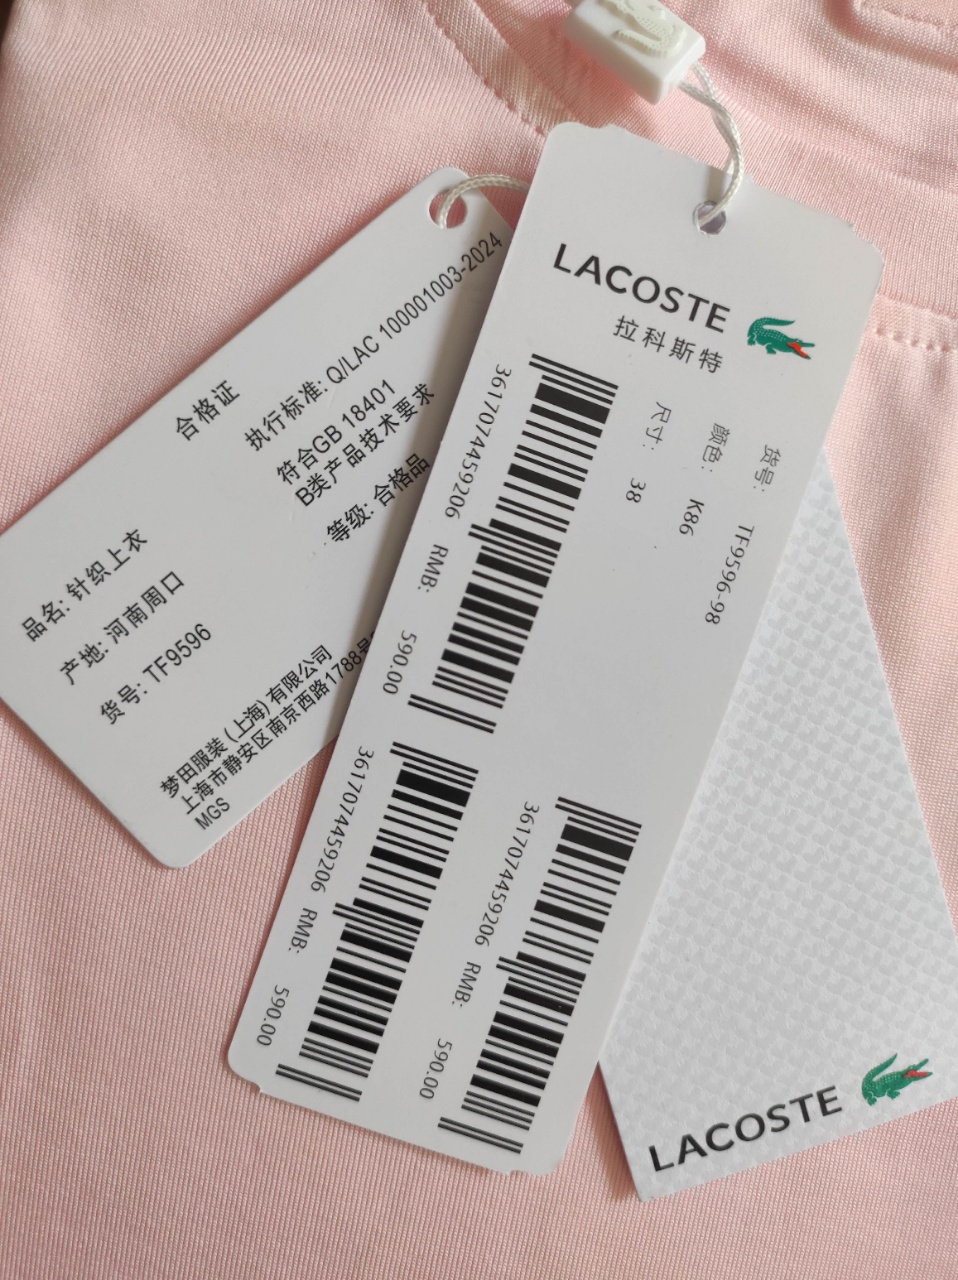 合格证
执行标准: Q/LAC 100001003-2024
符合GB 18401
B类产品技术要求
等级: 合格品
品名: 针织上衣
产地: 河南周口
货号: TF9596
梦田服装 (上海) 有限公司
上海市静安区南京西路1788号
MGS
LACOSTE
拉科斯特
货号: TF9596-98
颜色: K86
尺寸: 38
3617074459206 RMB: 590.00
3617074459206 RMB: 590.00
3617074459206 RMB: 590.00
LACOSTE